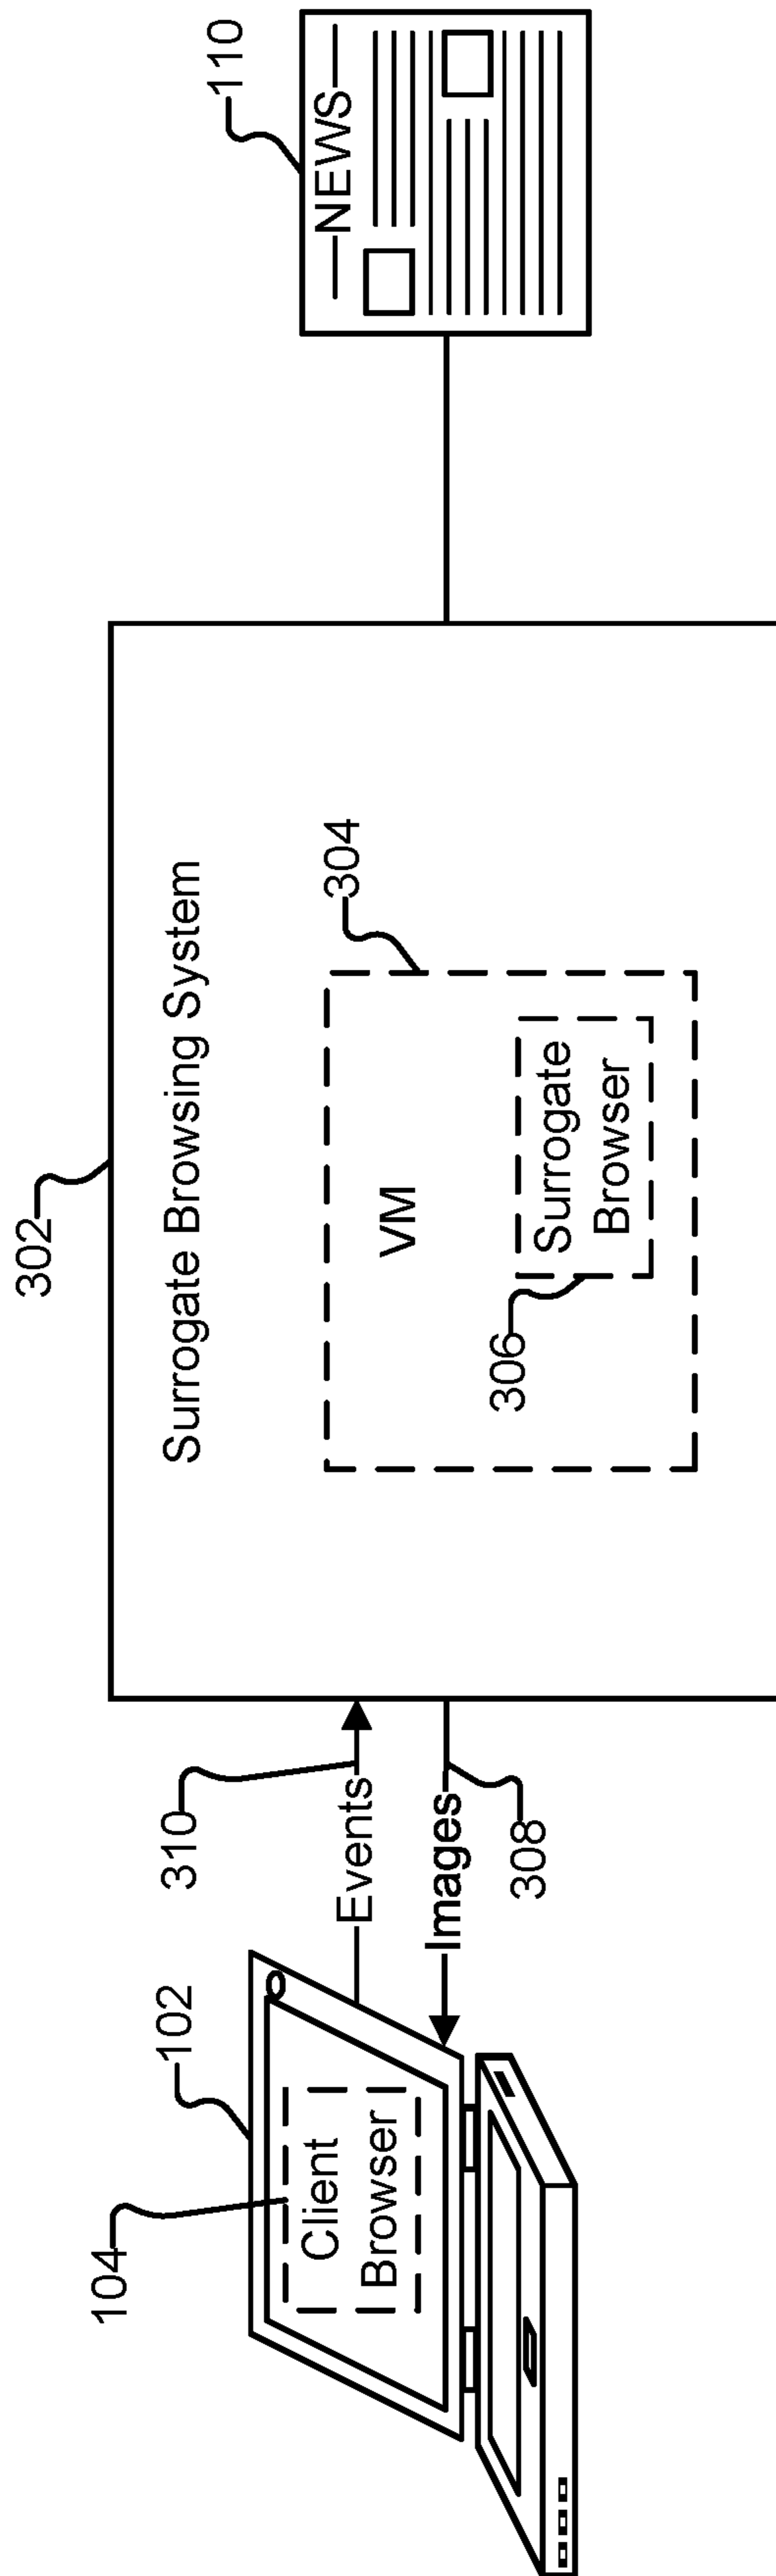 302
Surrogate Browsing System
304
VM
306
Surrogate
Browser
110
NEWS
310
Events
Images
308
102
104
Client
Browser